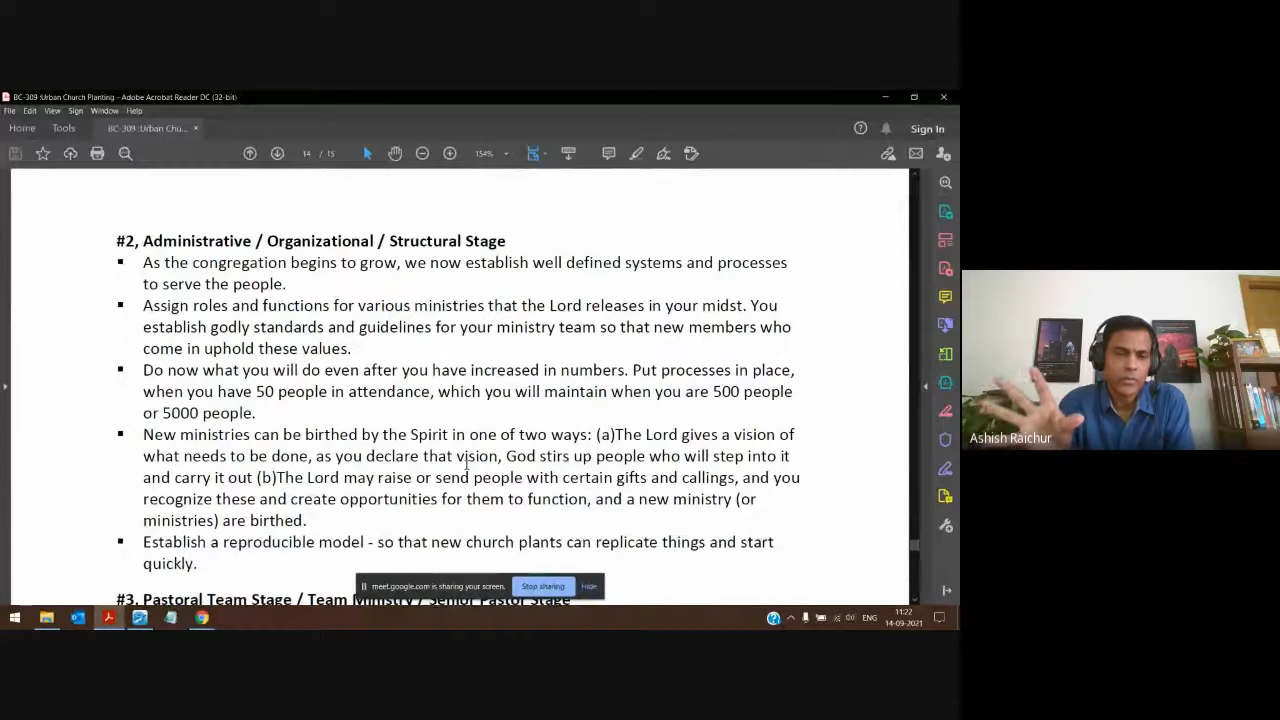 BC-309 :Urban Church Planting - Adobe Acrobat Reader DC (32-bit)
File Edit View Sign Window Help
Home Tools BC-309 :Urban Chu... × Sign In
14 / 15 154%
#2, Administrative / Organizational / Structural Stage
▪ As the congregation begins to grow, we now establish well defined systems and processes
to serve the people.
▪ Assign roles and functions for various ministries that the Lord releases in your midst. You
establish godly standards and guidelines for your ministry team so that new members who
come in uphold these values.
▪ Do now what you will do even after you have increased in numbers. Put processes in place,
when you have 50 people in attendance, which you will maintain when you are 500 people
or 5000 people.
▪ New ministries can be birthed by the Spirit in one of two ways: (a)The Lord gives a vision of
what needs to be done, as you declare that vision, God stirs up people who will step into it
and carry it out (b)The Lord may raise or send people with certain gifts and callings, and you
recognize these and create opportunities for them to function, and a new ministry (or
ministries) are birthed.
▪ Establish a reproducible model - so that new church plants can replicate things and start
quickly.
meet.google.com is sharing your screen. Stop sharing Hide
#3. Pastoral Team Stage / Team Ministry / Senior Pastor Stage
ENG 11:22
14-09-2021
Ashish Raichur